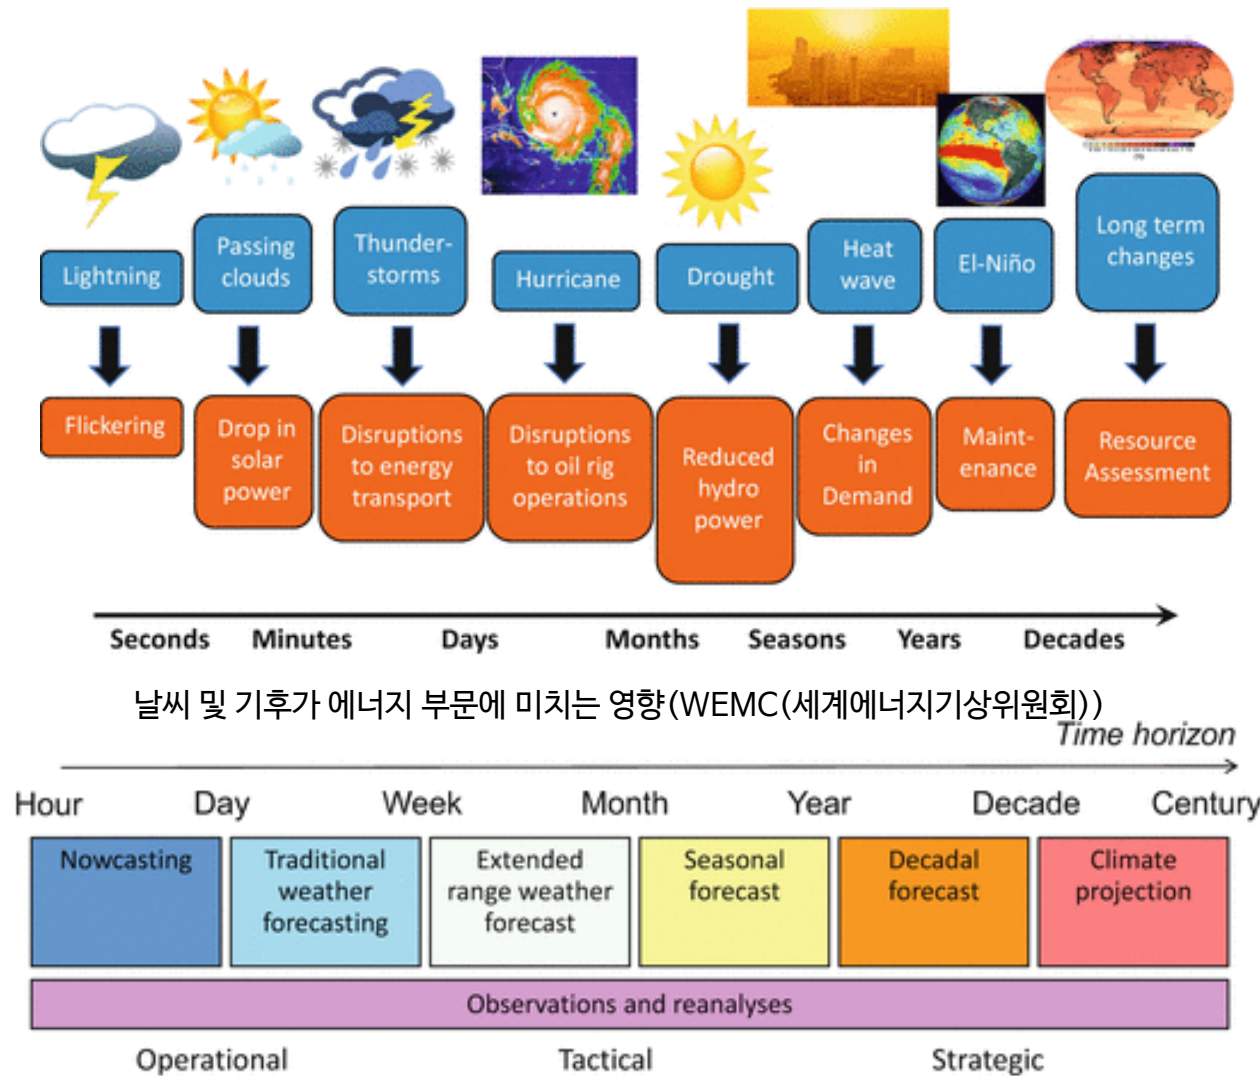 Lightning
Passing
clouds
Thunder-
storms
Hurricane
Drought
Heat
wave
El-Niño
Long term
changes
Flickering
Drop in
solar
power
Disruptions
to energy
transport
Disruptions
to oil rig
operations
Reduced
hydro
power
Changes
in
Demand
Maint-
enance
Resource
Assessment
Seconds Minutes Days Months Seasons Years Decades
날씨 및 기후가 에너지 부문에 미치는 영향(WEMC(세계에너지기상위원회))
Time horizon
Hour Day Week Month Year Decade Century
Nowcasting
Traditional
weather
forecasting
Extended
range weather
forecast
Seasonal
forecast
Decadal
forecast
Climate
projection
Observations and reanalyses
Operational Tactical Strategic